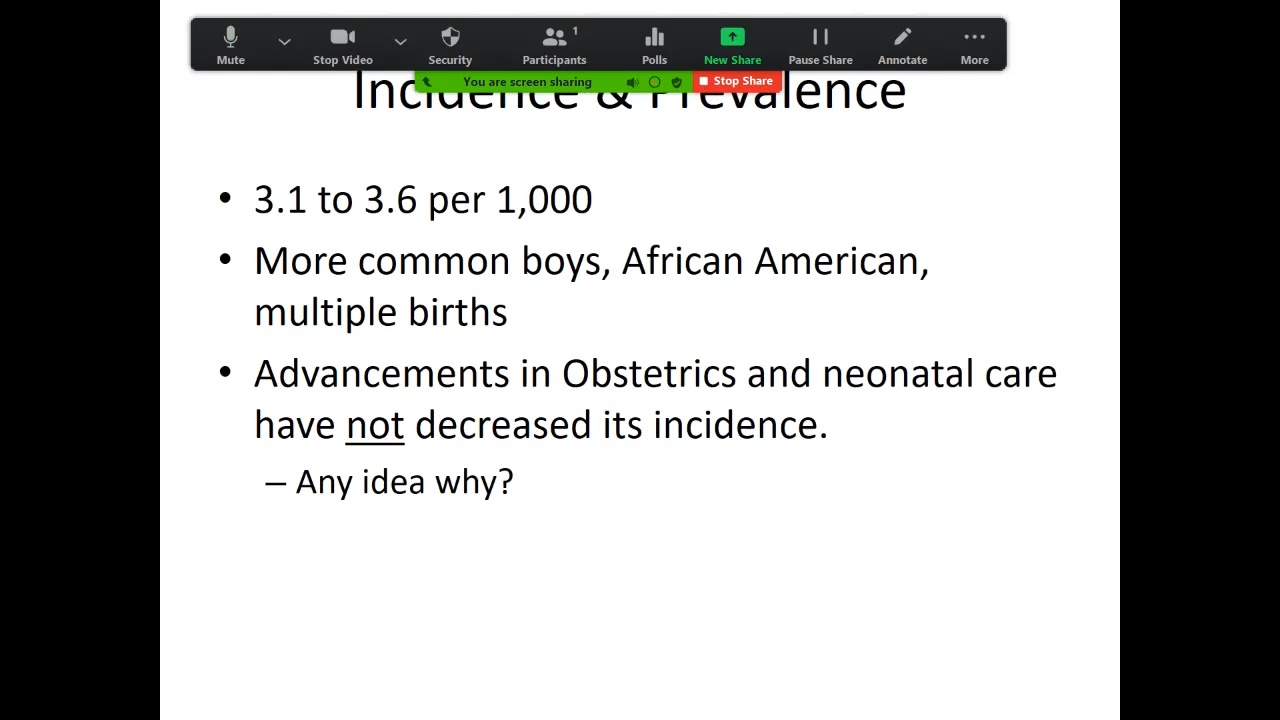 1
Mute
Stop Video
Security
Participants
Polls
New Share
Pause Share
Annotate
More
You are screen sharing
Stop Share
Incidence & Prevalence
• 3.1 to 3.6 per 1,000
• More common boys, African American,
multiple births
• Advancements in Obstetrics and neonatal care
have not decreased its incidence.
– Any idea why?